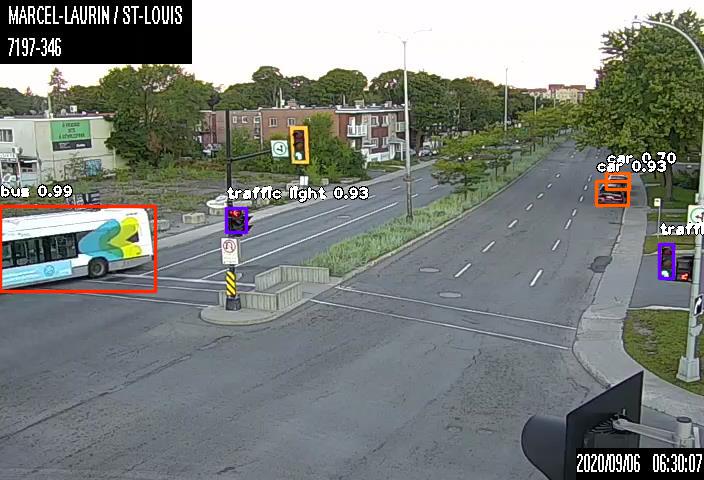 MARCEL-LAURIN / ST-LOUIS
7197-346
car 0.70
car 0.93
bus 0.99
traffic light 0.93
traff
2020/09/06 06:30:07